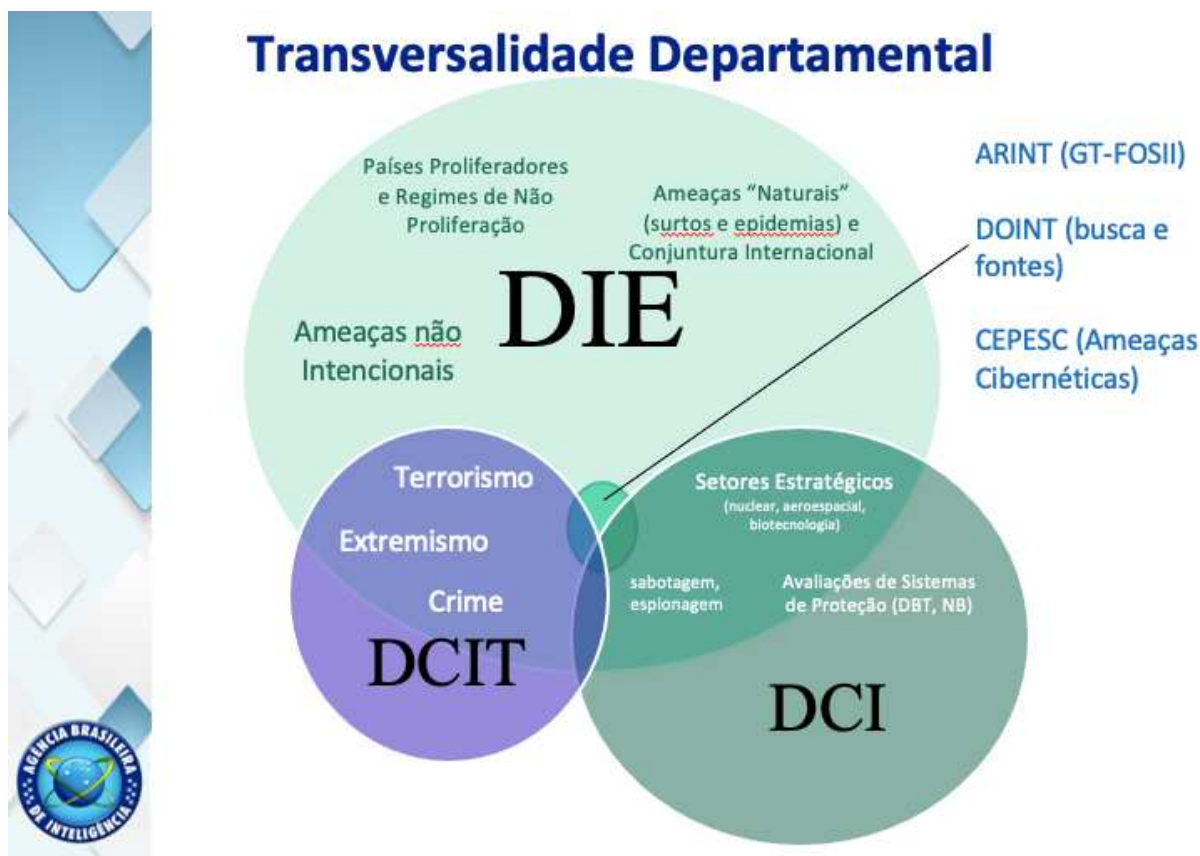 Transversalidade Departamental
Países Proliferadores
e Regimes de Não
Proliferação
Ameaças “Naturais”
(surtos e epidemias) e
Conjuntura Internacional
DIE
Ameaças não
Intencionais
ARINT (GT-FOSII)
DOINT (busca e
fontes)
CEPESC (Ameaças
Cibernéticas)
Terrorismo
Extremismo
Crime
DCIT
Setores Estratégicos
(nuclear, aeroespacial,
biotecnologia)
sabotagem,
espionagem
Avaliações de Sistemas
de Proteção (DBT, NB)
DCI
AGÊNCIA BRASILEIRA
DE INTELIGÊNCIA